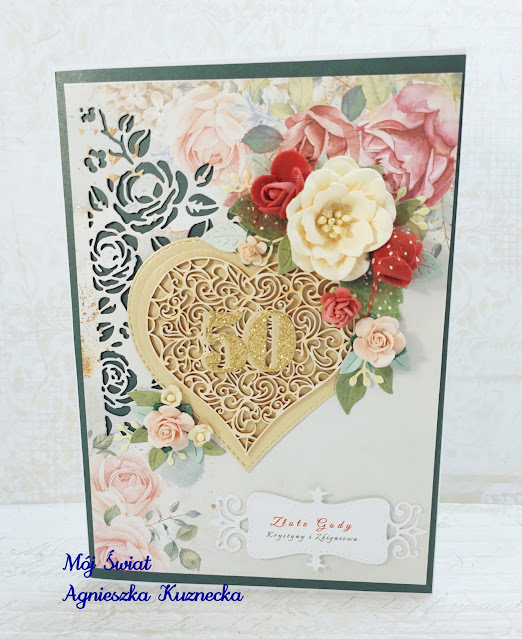 50
Złote Gody
Krystyny i Zbigniewa
Mój Świat
Agnieszka Kuznecka